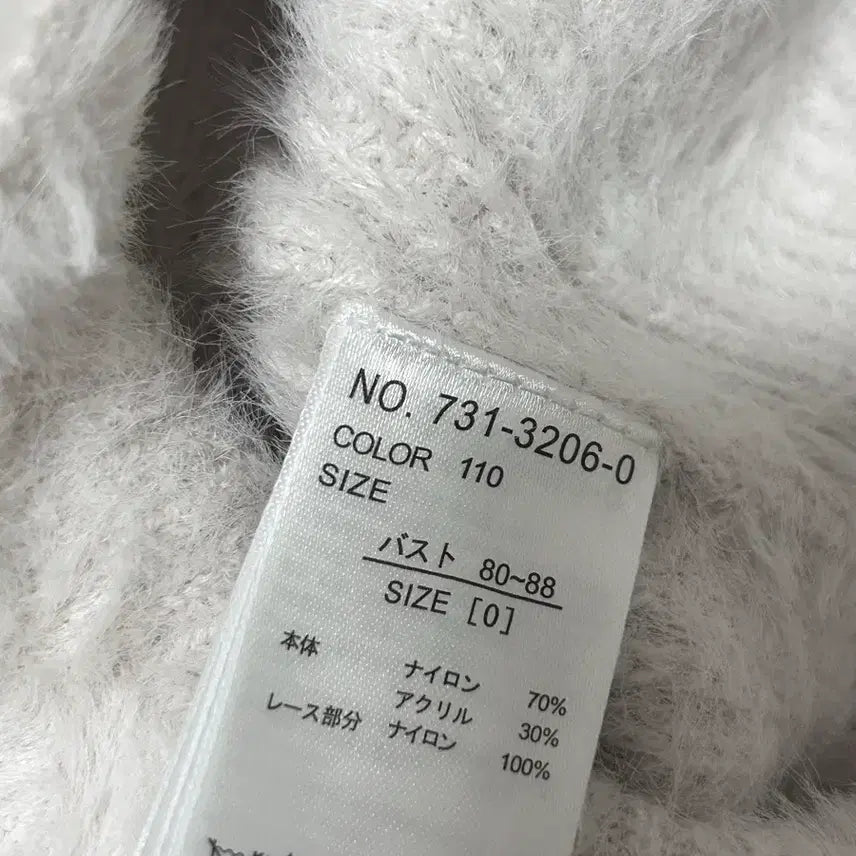 NO. 731-3206-0
COLOR 110
SIZE
バスト 80~88
SIZE [0]
本体 ナイロン 70%
アクリル 30%
レース部分 ナイロン 100%